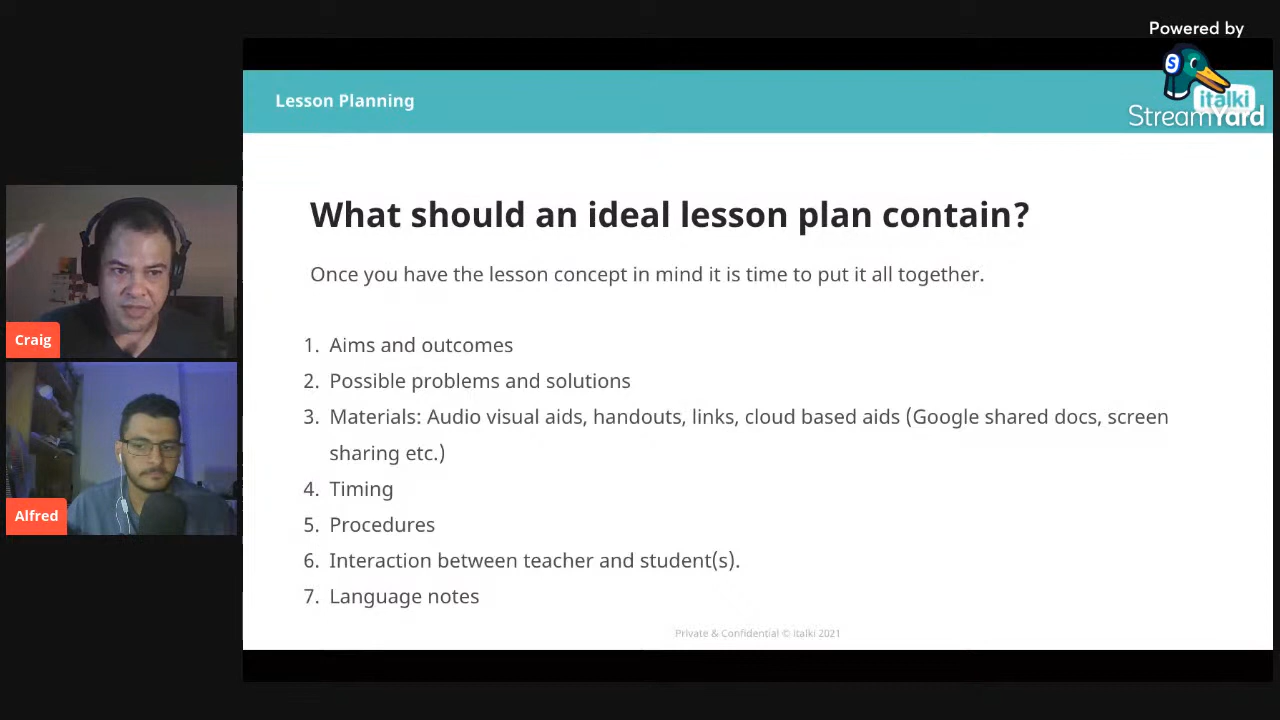 Powered by
S
italki
StreamYard
Lesson Planning
What should an ideal lesson plan contain?
Once you have the lesson concept in mind it is time to put it all together.
1. Aims and outcomes
2. Possible problems and solutions
3. Materials: Audio visual aids, handouts, links, cloud based aids (Google shared docs, screen
sharing etc.)
4. Timing
5. Procedures
6. Interaction between teacher and student(s).
7. Language notes
Private & Confidential © italki 2021
Craig
Alfred